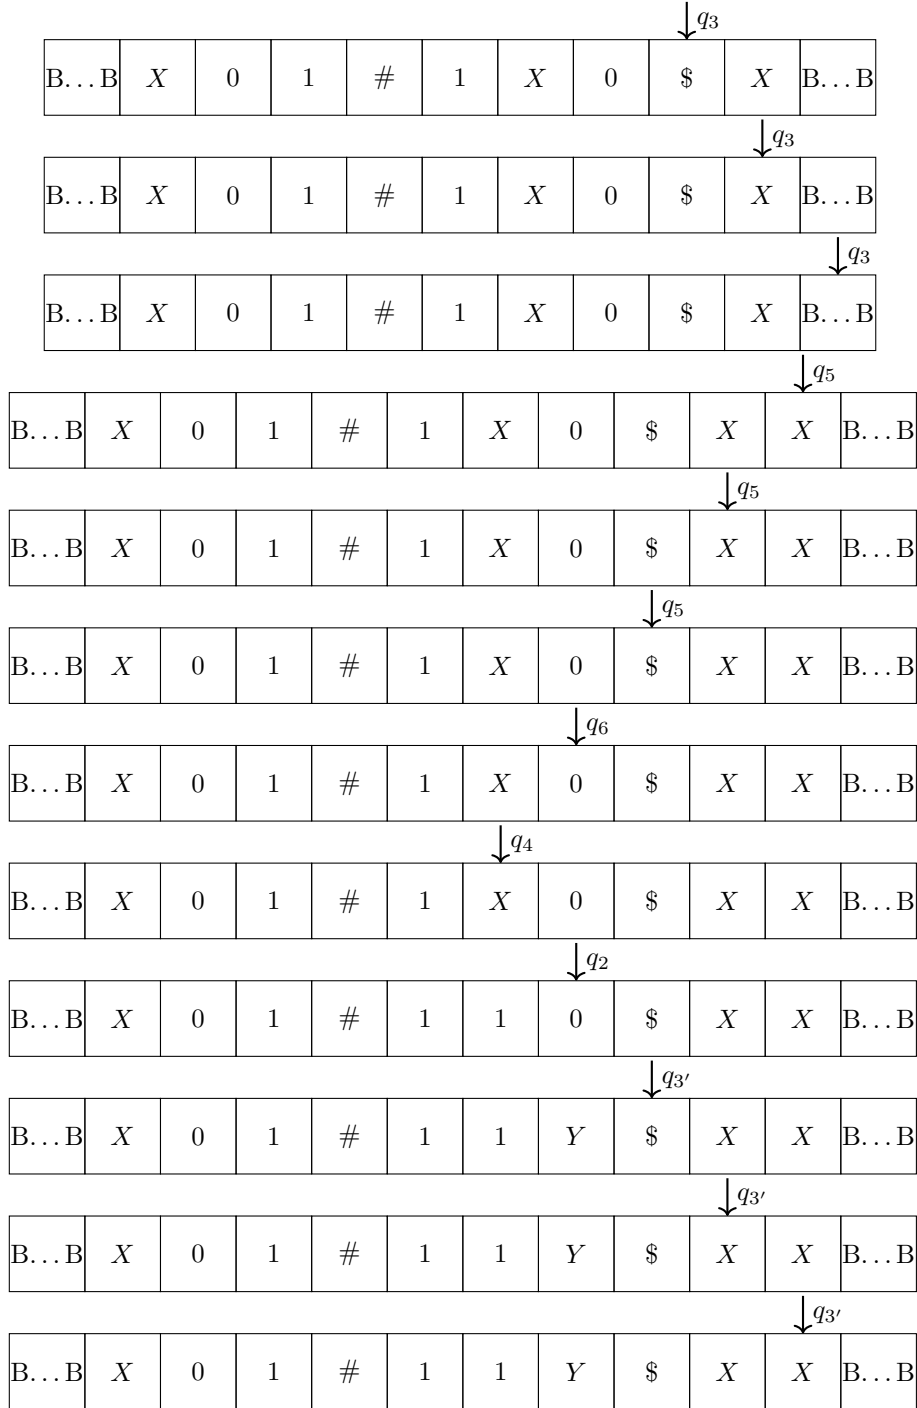 q₃
B...B X 0 1 # 1 X 0 $ X B...B
q₃
B...B X 0 1 # 1 X 0 $ X B...B
q₃
B...B X 0 1 # 1 X 0 $ X B...B
q₅
B...B X 0 1 # 1 X 0 $ X X B...B
q₅
B...B X 0 1 # 1 X 0 $ X X B...B
q₅
B...B X 0 1 # 1 X 0 $ X X B...B
q₆
B...B X 0 1 # 1 X 0 $ X X B...B
q₄
B...B X 0 1 # 1 X 0 $ X X B...B
q₂
B...B X 0 1 # 1 1 0 $ X X B...B
q₃′
B...B X 0 1 # 1 1 Y $ X X B...B
q₃′
B...B X 0 1 # 1 1 Y $ X X B...B
q₃′
B...B X 0 1 # 1 1 Y $ X X B...B